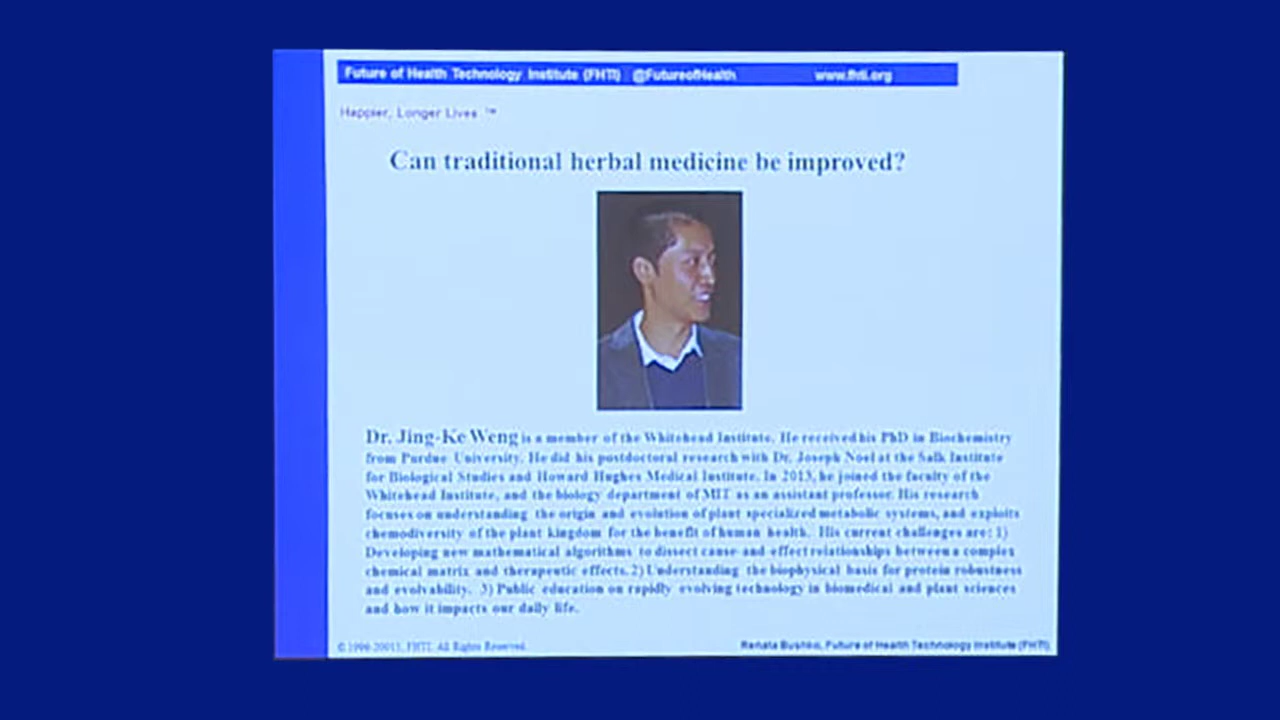 Future of Health Technology Institute (FHTI) @FutureofHealth www.fhti.org
Happier, Longer Lives ™
Can traditional herbal medicine be improved?
Dr. Jing-Ke Weng is a member of the Whitehead Institute. He received his PhD in Biochemistry
from Purdue University. He did his postdoctoral research with Dr. Joseph Noel at the Salk Institute
for Biological Studies and Howard Hughes Medical Institute. In 2013, he joined the faculty of the
Whitehead Institute, and the biology department of MIT as an assistant professor. His research
focuses on understanding the origin and evolution of plant specialized metabolic systems, and exploits
chemodiversity of the plant kingdom for the benefit of human health. His current challenges are: 1)
Developing new mathematical algorithms to dissect cause-and-effect relationships between a complex
chemical matrix and therapeutic effects. 2) Understanding the biophysical basis for protein robustness
and evolvability. 3) Public education on rapidly evolving technology in biomedical and plant sciences
and how it impacts our daily life.
FHTI. All Rights Reserved.
Renata Bushko, Future of Health Technology Institute (FHTI)